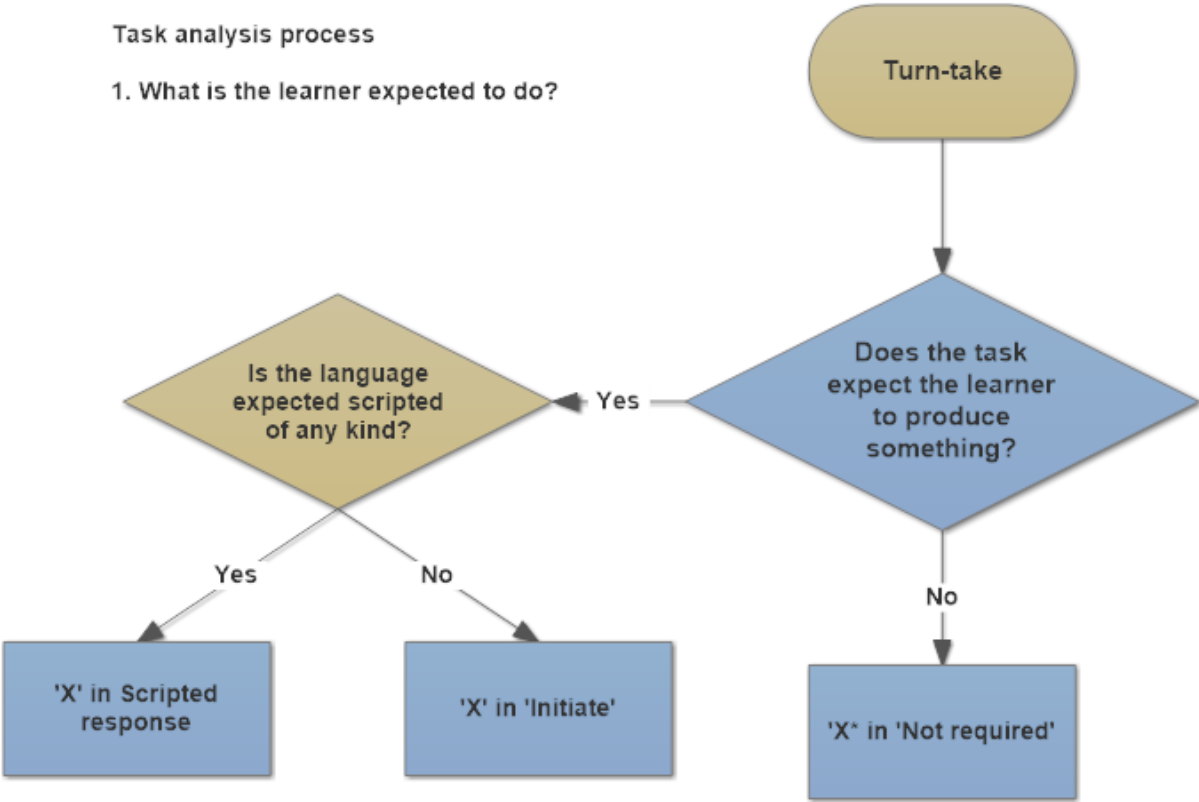 Task analysis process
1. What is the learner expected to do?
Turn-take
Does the task
expect the learner
to produce
something?
Yes
Is the language
expected scripted
of any kind?
Yes
No
No
'X' in Scripted
response
'X' in 'Initiate'
'X* in 'Not required'